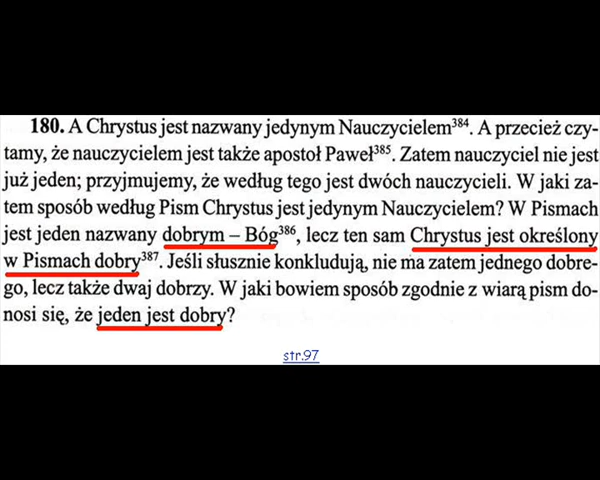 180. A Chrystus jest nazwany jedynym Nauczycielem³⁸⁴. A przecież czy-
tamy, że nauczycielem jest także apostoł Paweł³⁸⁵. Zatem nauczyciel nie jest
już jeden; przyjmujemy, że według tego jest dwóch nauczycieli. W jaki za-
tem sposób według Pism Chrystus jest jedynym Nauczycielem? W Pismach
jest jeden nazwany dobrym – Bóg³⁸⁶, lecz ten sam Chrystus jest określony
w Pismach dobry³⁸⁷. Jeśli słusznie konkludują, nie ma zatem jednego dobre-
go, lecz także dwaj dobrzy. W jaki bowiem sposób zgodnie z wiarą pism do-
nosi się, że jeden jest dobry?
str.97